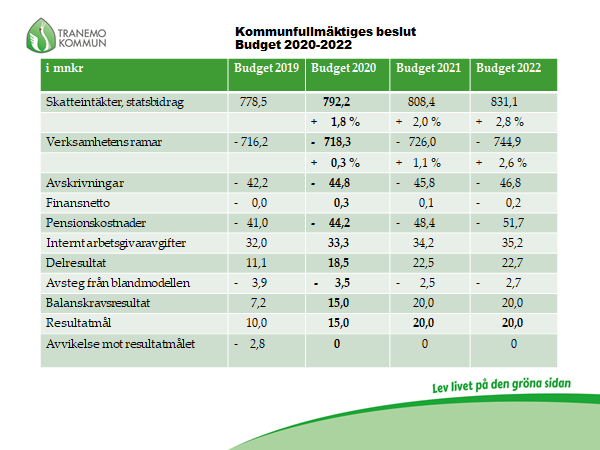 TRANEMO
KOMMUN
Kommunfullmäktiges beslut
Budget 2020-2022
i mnkr Budget 2019 Budget 2020 Budget 2021 Budget 2022
Skatteintäkter, statsbidrag 778,5 792,2 808,4 831,1
+ 1,8 % + 2,0 % + 2,8 %
Verksamhetens ramar - 716,2 - 718,3 - 726,0 - 744,9
+ 0,3 % + 1,1 % + 2,6 %
Avskrivningar - 42,2 - 44,8 - 45,8 - 46,8
Finansnetto - 0,0 0,3 0,1 - 0,2
Pensionskostnader - 41,0 - 44,2 - 48,4 - 51,7
Internt arbetsgivaravgifter 32,0 33,3 34,2 35,2
Delresultat 11,1 18,5 22,5 22,7
Avsteg från blandmodellen - 3,9 - 3,5 - 2,5 - 2,7
Balanskravsresultat 7,2 15,0 20,0 20,0
Resultatmål 10,0 15,0 20,0 20,0
Avvikelse mot resultatmålet - 2,8 0 0 0
Lev livet på den gröna sidan